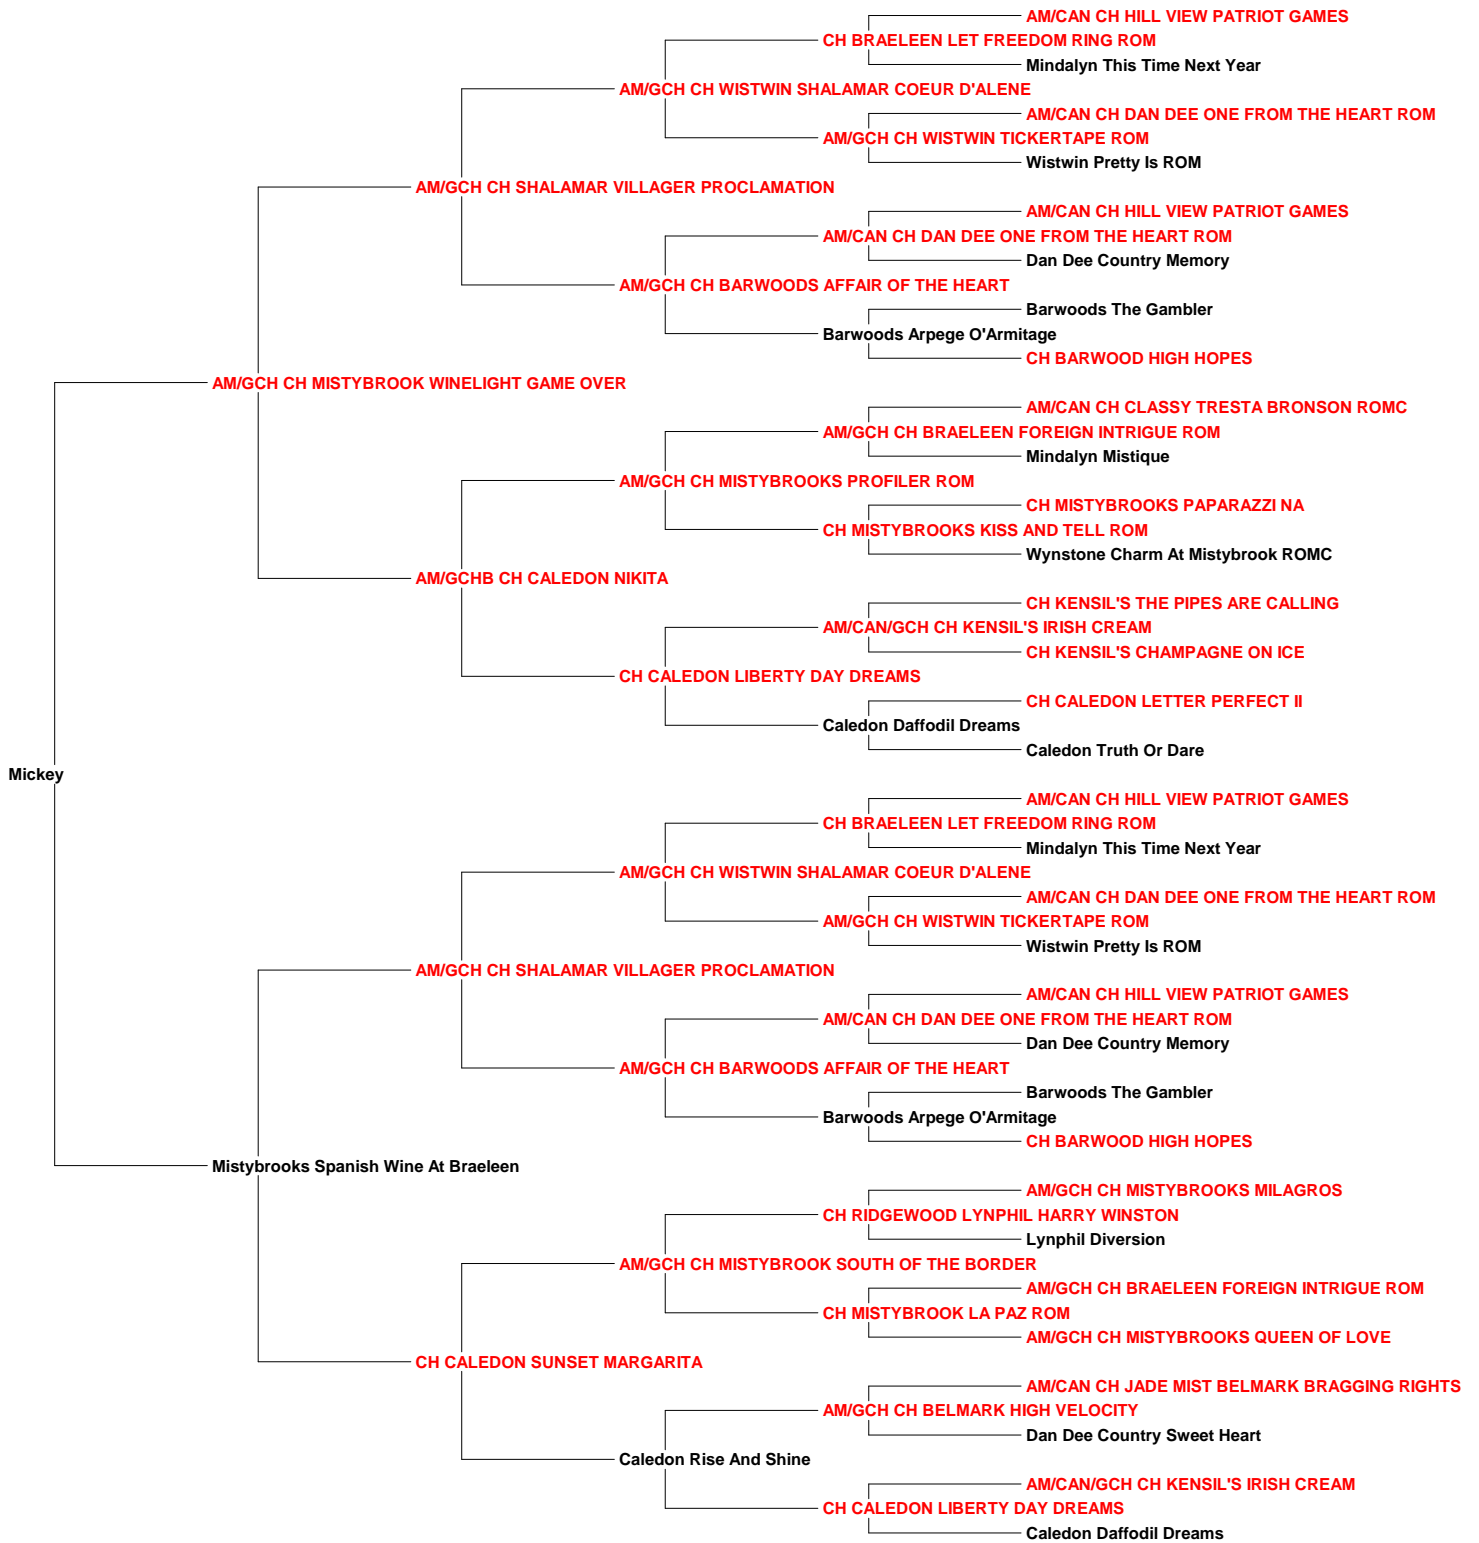 AM/CAN CH HILL VIEW PATRIOT GAMES
CH BRAELEEN LET FREEDOM RING ROM
Mindalyn This Time Next Year
AM/GCH CH WISTWIN SHALAMAR COEUR D'ALENE
AM/CAN CH DAN DEE ONE FROM THE HEART ROM
AM/GCH CH WISTWIN TICKERTAPE ROM
Wistwin Pretty Is ROM
AM/GCH CH SHALAMAR VILLAGER PROCLAMATION
AM/CAN CH HILL VIEW PATRIOT GAMES
AM/CAN CH DAN DEE ONE FROM THE HEART ROM
Dan Dee Country Memory
AM/GCH CH BARWOODS AFFAIR OF THE HEART
Barwoods The Gambler
Barwoods Arpege O'Armitage
CH BARWOOD HIGH HOPES
AM/GCH CH MISTYBROOK WINELIGHT GAME OVER
AM/CAN CH CLASSY TRESTA BRONSON ROMC
AM/GCH CH BRAELEEN FOREIGN INTRIGUE ROM
Mindalyn Mistique
AM/GCH CH MISTYBROOKS PROFILER ROM
CH MISTYBROOKS PAPARAZZI NA
CH MISTYBROOKS KISS AND TELL ROM
Wynstone Charm At Mistybrook ROMC
AM/GCHB CH CALEDON NIKITA
CH KENSIL'S THE PIPES ARE CALLING
AM/CAN/GCH CH KENSIL'S IRISH CREAM
CH KENSIL'S CHAMPAGNE ON ICE
CH CALEDON LIBERTY DAY DREAMS
CH CALEDON LETTER PERFECT II
Caledon Daffodil Dreams
Caledon Truth Or Dare
Mickey
AM/CAN CH HILL VIEW PATRIOT GAMES
CH BRAELEEN LET FREEDOM RING ROM
Mindalyn This Time Next Year
AM/GCH CH WISTWIN SHALAMAR COEUR D'ALENE
AM/CAN CH DAN DEE ONE FROM THE HEART ROM
AM/GCH CH WISTWIN TICKERTAPE ROM
Wistwin Pretty Is ROM
AM/GCH CH SHALAMAR VILLAGER PROCLAMATION
AM/CAN CH HILL VIEW PATRIOT GAMES
AM/CAN CH DAN DEE ONE FROM THE HEART ROM
Dan Dee Country Memory
AM/GCH CH BARWOODS AFFAIR OF THE HEART
Barwoods The Gambler
Barwoods Arpege O'Armitage
CH BARWOOD HIGH HOPES
Mistybrooks Spanish Wine At Braeleen
AM/GCH CH MISTYBROOKS MILAGROS
CH RIDGEWOOD LYNPHIL HARRY WINSTON
Lynphil Diversion
AM/GCH CH MISTYBROOK SOUTH OF THE BORDER
AM/GCH CH BRAELEEN FOREIGN INTRIGUE ROM
CH MISTYBROOK LA PAZ ROM
AM/GCH CH MISTYBROOKS QUEEN OF LOVE
CH CALEDON SUNSET MARGARITA
AM/CAN CH JADE MIST BELMARK BRAGGING RIGHTS
AM/GCH CH BELMARK HIGH VELOCITY
Dan Dee Country Sweet Heart
Caledon Rise And Shine
AM/CAN/GCH CH KENSIL'S IRISH CREAM
CH CALEDON LIBERTY DAY DREAMS
Caledon Daffodil Dreams